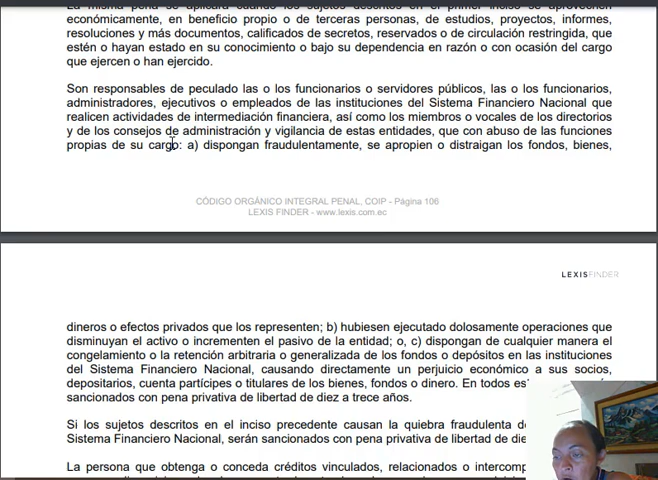 La misma pena se aplicará cuando los sujetos descritos en el primer inciso se aprovechen
económicamente, en beneficio propio o de terceras personas, de estudios, proyectos, informes,
resoluciones y más documentos, calificados de secretos, reservados o de circulación restringida, que
estén o hayan estado en su conocimiento o bajo su dependencia en razón o con ocasión del cargo
que ejercen o han ejercido.
Son responsables de peculado las o los funcionarios o servidores públicos, las o los funcionarios,
administradores, ejecutivos o empleados de las instituciones del Sistema Financiero Nacional que
realicen actividades de intermediación financiera, así como los miembros o vocales de los directorios
y de los consejos de administración y vigilancia de estas entidades, que con abuso de las funciones
propias de su cargo: a) dispongan fraudulentamente, se apropien o distraigan los fondos, bienes,
CÓDIGO ORGÁNICO INTEGRAL PENAL, COIP - Página 106
LEXIS FINDER - www.lexis.com.ec
LEXISFINDER
dineros o efectos privados que los representen; b) hubiesen ejecutado dolosamente operaciones que
disminuyan el activo o incrementen el pasivo de la entidad; o, c) dispongan de cualquier manera el
congelamiento o la retención arbitraria o generalizada de los fondos o depósitos en las instituciones
del Sistema Financiero Nacional, causando directamente un perjuicio económico a sus socios,
depositarios, cuenta partícipes o titulares de los bienes, fondos o dinero. En todos
sancionados con pena privativa de libertad de diez a trece años.
Si los sujetos descritos en el inciso precedente causan la quiebra fraudulenta
Sistema Financiero Nacional, serán sancionados con pena privativa de libertad de
La persona que obtenga o conceda créditos vinculados, relacionados o